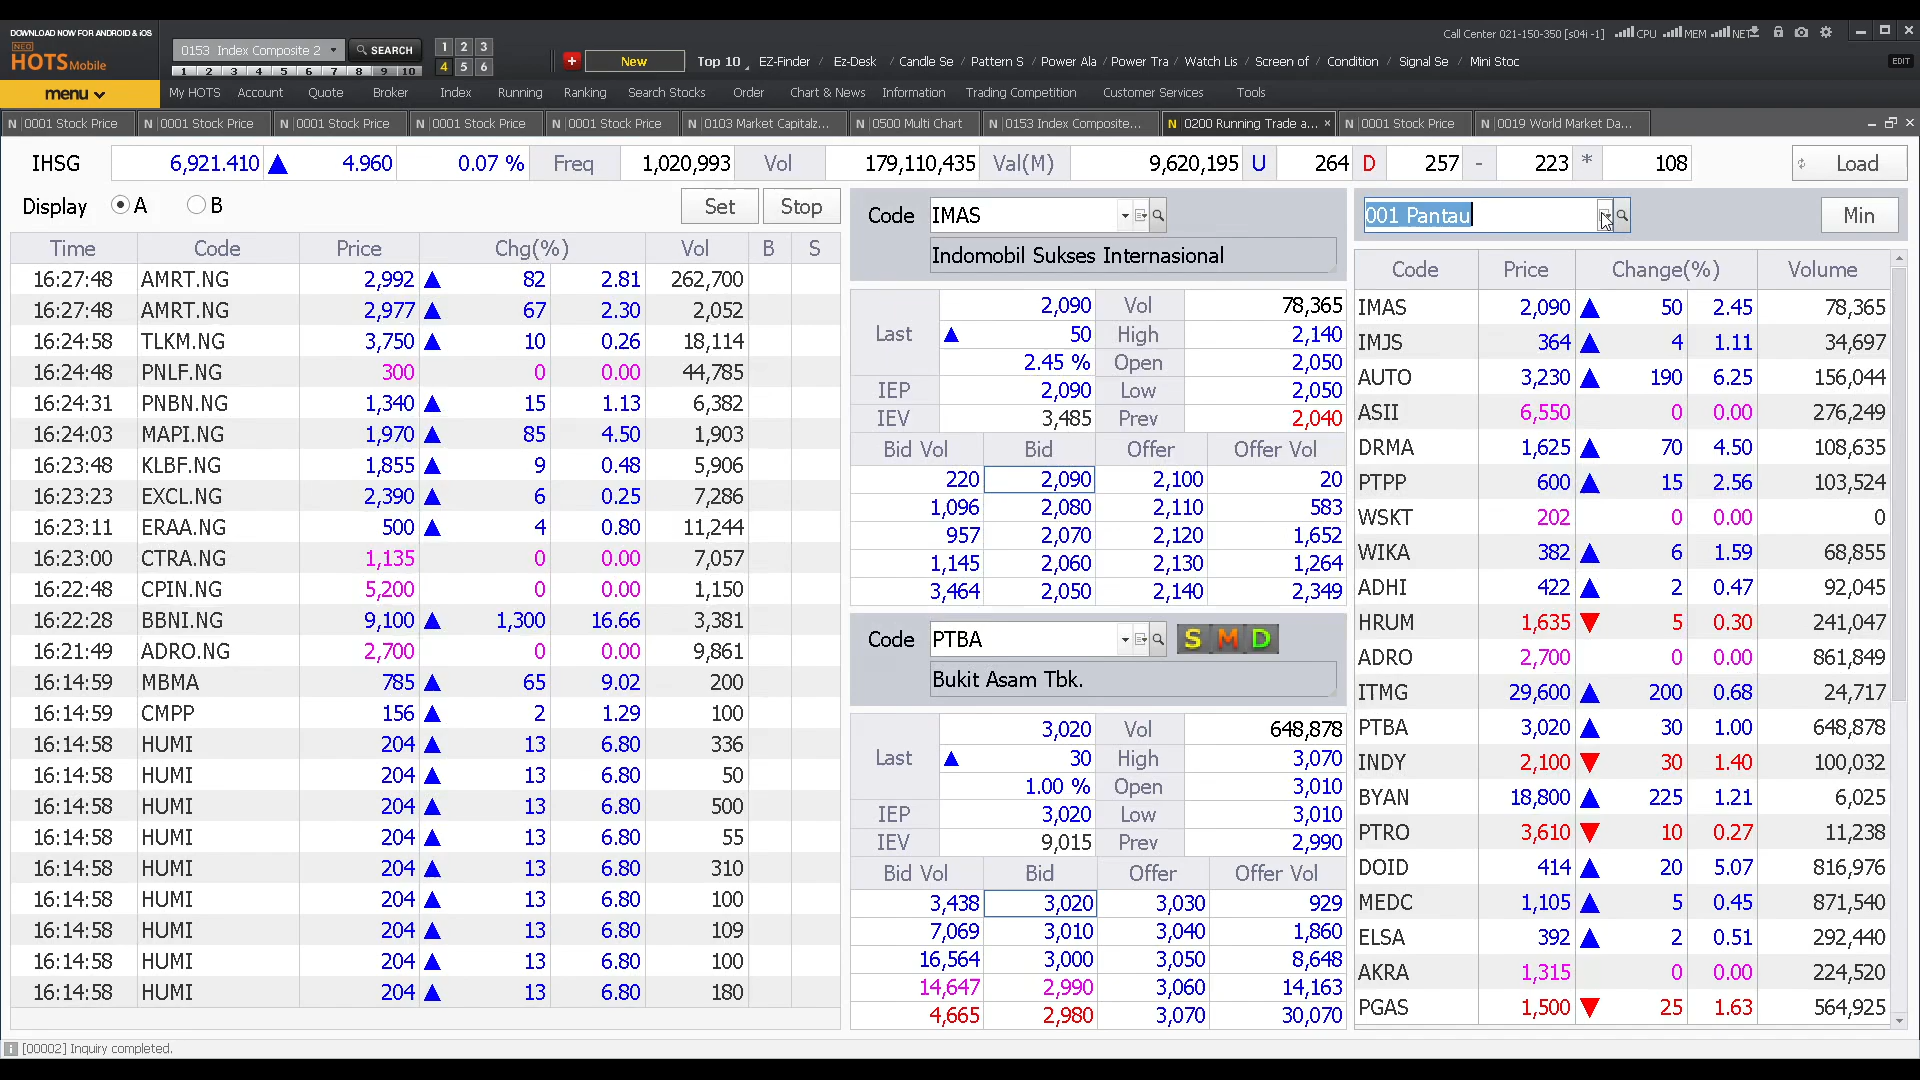 DOWNLOAD NOW FOR ANDROID & iOS
NEO
HOTS Mobile
0153 Index Composite 2 SEARCH 1 2 3
1 2 3 4 5 6 7 8 9 10 4 5 6
Call Center 021-150-350 [s04i -1] CPU MEM NET
New Top 10 EZ-Finder / Ez-Desk / Candle Se / Pattern S / Power Ala / Power Tra / Watch Lis / Screen of / Condition / Signal Se / Mini Stoc EDIT
menu My HOTS Account Quote Broker Index Running Ranking Search Stocks Order Chart & News Information Trading Competition Customer Services Tools
N 0001 Stock Price N 0001 Stock Price N 0001 Stock Price N 0001 Stock Price N 0001 Stock Price N 0103 Market Capitalz... N 0500 Multi Chart N 0153 Index Composite... N 0200 Running Trade a... × N 0001 Stock Price N 0019 World Market Da...
IHSG 6,921.410 ▲ 4.960 0.07 % Freq 1,020,993 Vol 179,110,435 Val(M) 9,620,195 U 264 D 257 - 223 * 108 Load
Display A B Set Stop
Time Code Price Chg(%) Vol B S
16:27:48 AMRT.NG 2,992 ▲ 82 2.81 262,700
16:27:48 AMRT.NG 2,977 ▲ 67 2.30 2,052
16:24:58 TLKM.NG 3,750 ▲ 10 0.26 18,114
16:24:48 PNLF.NG 300 0 0.00 44,785
16:24:31 PNBN.NG 1,340 ▲ 15 1.13 6,382
16:24:03 MAPI.NG 1,970 ▲ 85 4.50 1,903
16:23:48 KLBF.NG 1,855 ▲ 9 0.48 5,906
16:23:23 EXCL.NG 2,390 ▲ 6 0.25 7,286
16:23:11 ERAA.NG 500 ▲ 4 0.80 11,244
16:23:00 CTRA.NG 1,135 0 0.00 7,057
16:22:48 CPIN.NG 5,200 0 0.00 1,150
16:22:28 BBNI.NG 9,100 ▲ 1,300 16.66 3,381
16:21:49 ADRO.NG 2,700 0 0.00 9,861
16:14:59 MBMA 785 ▲ 65 9.02 200
16:14:59 CMPP 156 ▲ 2 1.29 100
16:14:58 HUMI 204 ▲ 13 6.80 336
16:14:58 HUMI 204 ▲ 13 6.80 50
16:14:58 HUMI 204 ▲ 13 6.80 500
16:14:58 HUMI 204 ▲ 13 6.80 55
16:14:58 HUMI 204 ▲ 13 6.80 310
16:14:58 HUMI 204 ▲ 13 6.80 100
16:14:58 HUMI 204 ▲ 13 6.80 109
16:14:58 HUMI 204 ▲ 13 6.80 100
16:14:58 HUMI 204 ▲ 13 6.80 180
Code IMAS
Indomobil Sukses Internasional
2,090 Vol 78,365
Last ▲ 50 High 2,140
2.45 % Open 2,050
IEP 2,090 Low 2,050
IEV 3,485 Prev 2,040
Bid Vol Bid Offer Offer Vol
220 2,090 2,100 20
1,096 2,080 2,110 583
957 2,070 2,120 1,652
1,145 2,060 2,130 1,264
3,464 2,050 2,140 2,349
Code PTBA S M D
Bukit Asam Tbk.
3,020 Vol 648,878
Last ▲ 30 High 3,070
1.00 % Open 3,010
IEP 3,020 Low 3,010
IEV 9,015 Prev 2,990
Bid Vol Bid Offer Offer Vol
3,438 3,020 3,030 929
7,069 3,010 3,040 1,860
16,564 3,000 3,050 8,648
14,647 2,990 3,060 14,163
4,665 2,980 3,070 30,070
001 Pantau Min
Code Price Change(%) Volume
IMAS 2,090 ▲ 50 2.45 78,365
IMJS 364 ▲ 4 1.11 34,697
AUTO 3,230 ▲ 190 6.25 156,044
ASII 6,550 0 0.00 276,249
DRMA 1,625 ▲ 70 4.50 108,635
PTPP 600 ▲ 15 2.56 103,524
WSKT 202 0 0.00 0
WIKA 382 ▲ 6 1.59 68,855
ADHI 422 ▲ 2 0.47 92,045
HRUM 1,635 ▼ 5 0.30 241,047
ADRO 2,700 0 0.00 861,849
ITMG 29,600 ▲ 200 0.68 24,717
PTBA 3,020 ▲ 30 1.00 648,878
INDY 2,100 ▼ 30 1.40 100,032
BYAN 18,800 ▲ 225 1.21 6,025
PTRO 3,610 ▼ 10 0.27 11,238
DOID 414 ▲ 20 5.07 816,976
MEDC 1,105 ▲ 5 0.45 871,540
ELSA 392 ▲ 2 0.51 292,440
AKRA 1,315 0 0.00 224,520
PGAS 1,500 ▼ 25 1.63 564,925
[00002] Inquiry completed.